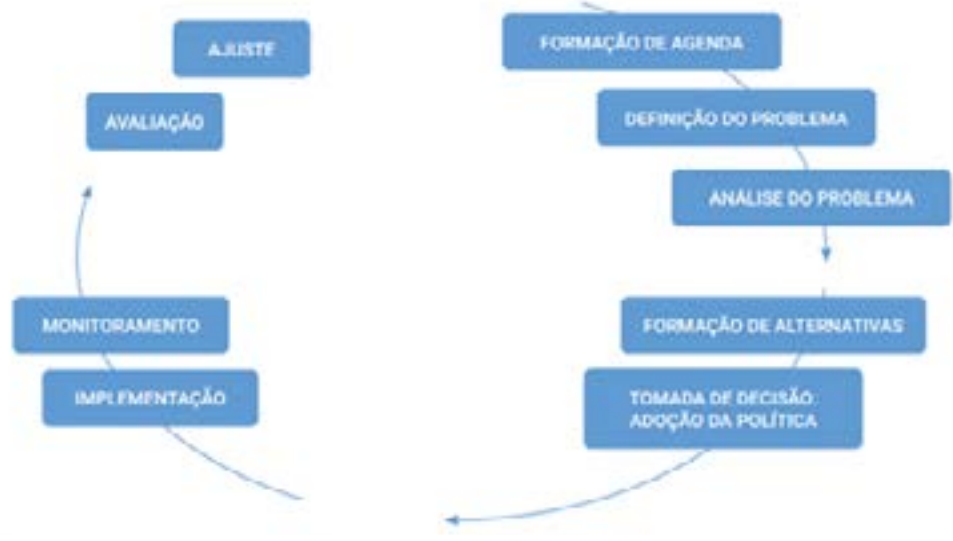 AJUSTE
FORMAÇÃO DE AGENDA
AVALIAÇÃO
DEFINIÇÃO DO PROBLEMA
ANÁLISE DO PROBLEMA
MONITORAMENTO
FORMAÇÃO DE ALTERNATIVAS
IMPLEMENTAÇÃO
TOMADA DE DECISÃO
ADOÇÃO DA POLÍTICA